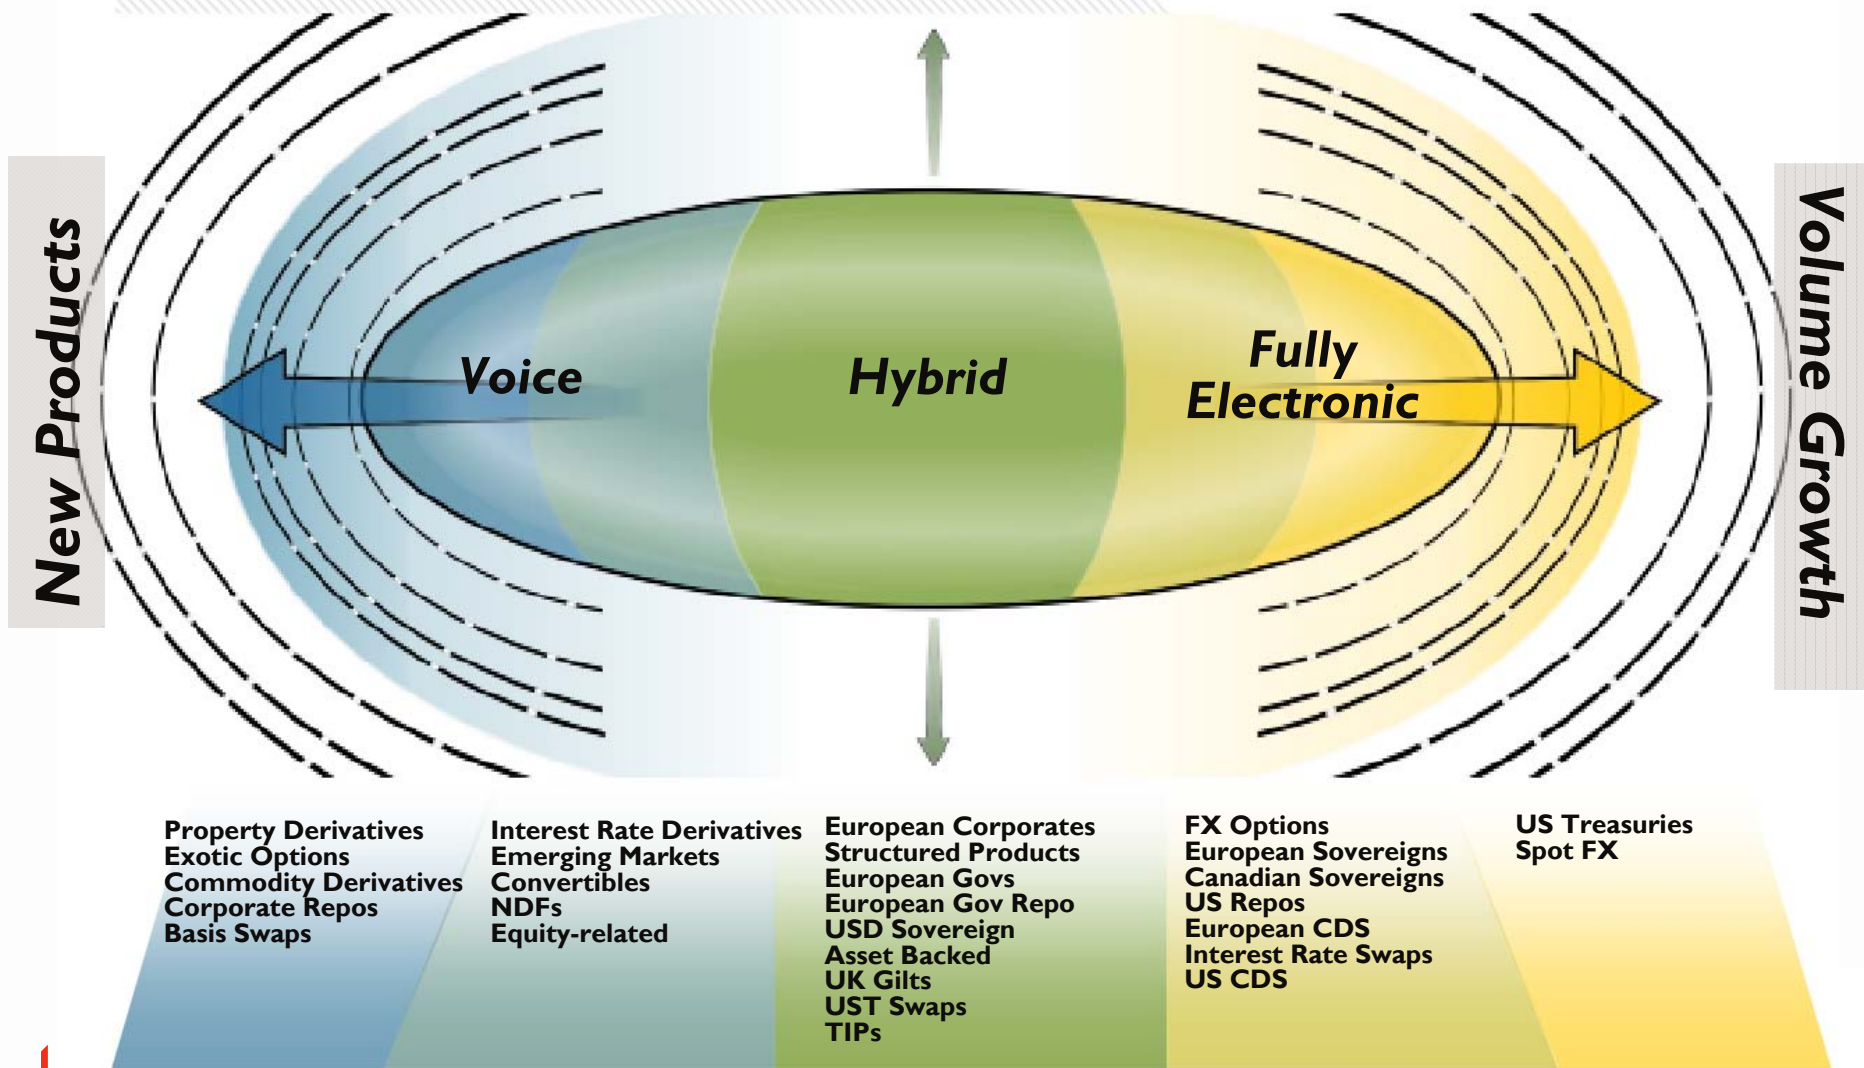 New Products
Voice
Hybrid
Fully
Electronic
Volume Growth
Property Derivatives
Exotic Options
Commodity Derivatives
Corporate Repos
Basis Swaps
Interest Rate Derivatives
Emerging Markets
Convertibles
NDFs
Equity-related
European Corporates
Structured Products
European Govs
European Gov Repo
USD Sovereign
Asset Backed
UK Gilts
UST Swaps
TIPs
FX Options
European Sovereigns
Canadian Sovereigns
US Repos
European CDS
Interest Rate Swaps
US CDS
US Treasuries
Spot FX